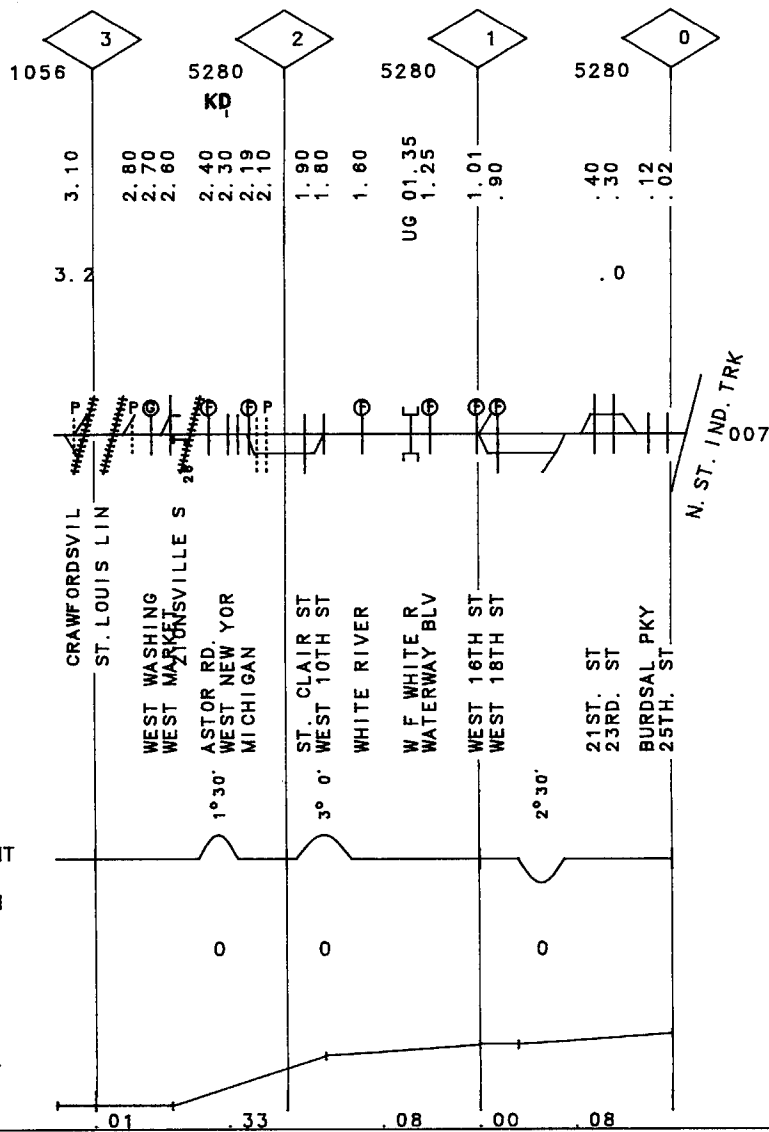 3
2
1
0
1056
5280
5280
5280
KD
3.10
2.80
2.70
2.60
2.40
2.30
2.19
2.10
1.90
1.80
1.60
UG 01.35
1.25
1.01
.90
.40
.30
.12
.02
3.2
.0
P
P
G
F
F
P
F
F
F
F
N. ST. IND. TRK
007
CRAWFORDSVIL
ST. LOUIS LIN
WEST WASHING
WEST MARKET
ZIONSVILLE S
ASTOR RD.
WEST NEW YOR
MICHIGAN
ST. CLAIR ST
WEST 10TH ST
WHITE RIVER
W F WHITE R
WATERWAY BLV
WEST 16TH ST
WEST 18TH ST
21ST. ST
23RD. ST
BURDSAL PKY
25TH. ST
1° 30'
3° 0'
2° 30'
0
0
0
.01
.33
.08
.00
.08